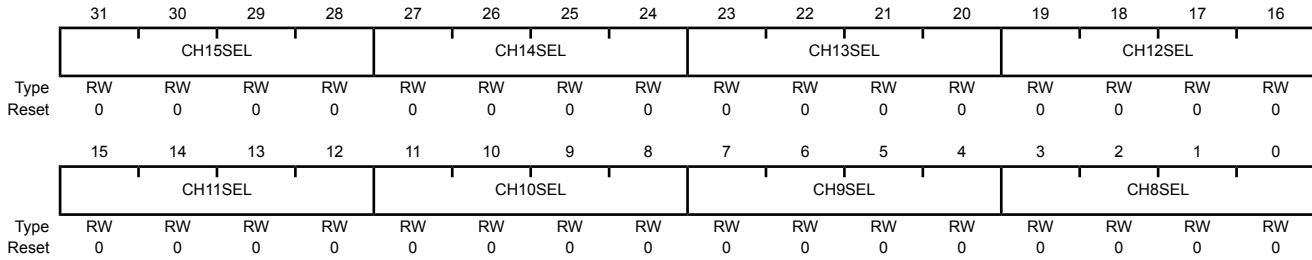 31 30 29 28 27 26 25 24 23 22 21 20 19 18 17 16
CH15SEL CH14SEL CH13SEL CH12SEL
Type RW RW RW RW RW RW RW RW RW RW RW RW RW RW RW RW
Reset 0 0 0 0 0 0 0 0 0 0 0 0 0 0 0 0
15 14 13 12 11 10 9 8 7 6 5 4 3 2 1 0
CH11SEL CH10SEL CH9SEL CH8SEL
Type RW RW RW RW RW RW RW RW RW RW RW RW RW RW RW RW
Reset 0 0 0 0 0 0 0 0 0 0 0 0 0 0 0 0